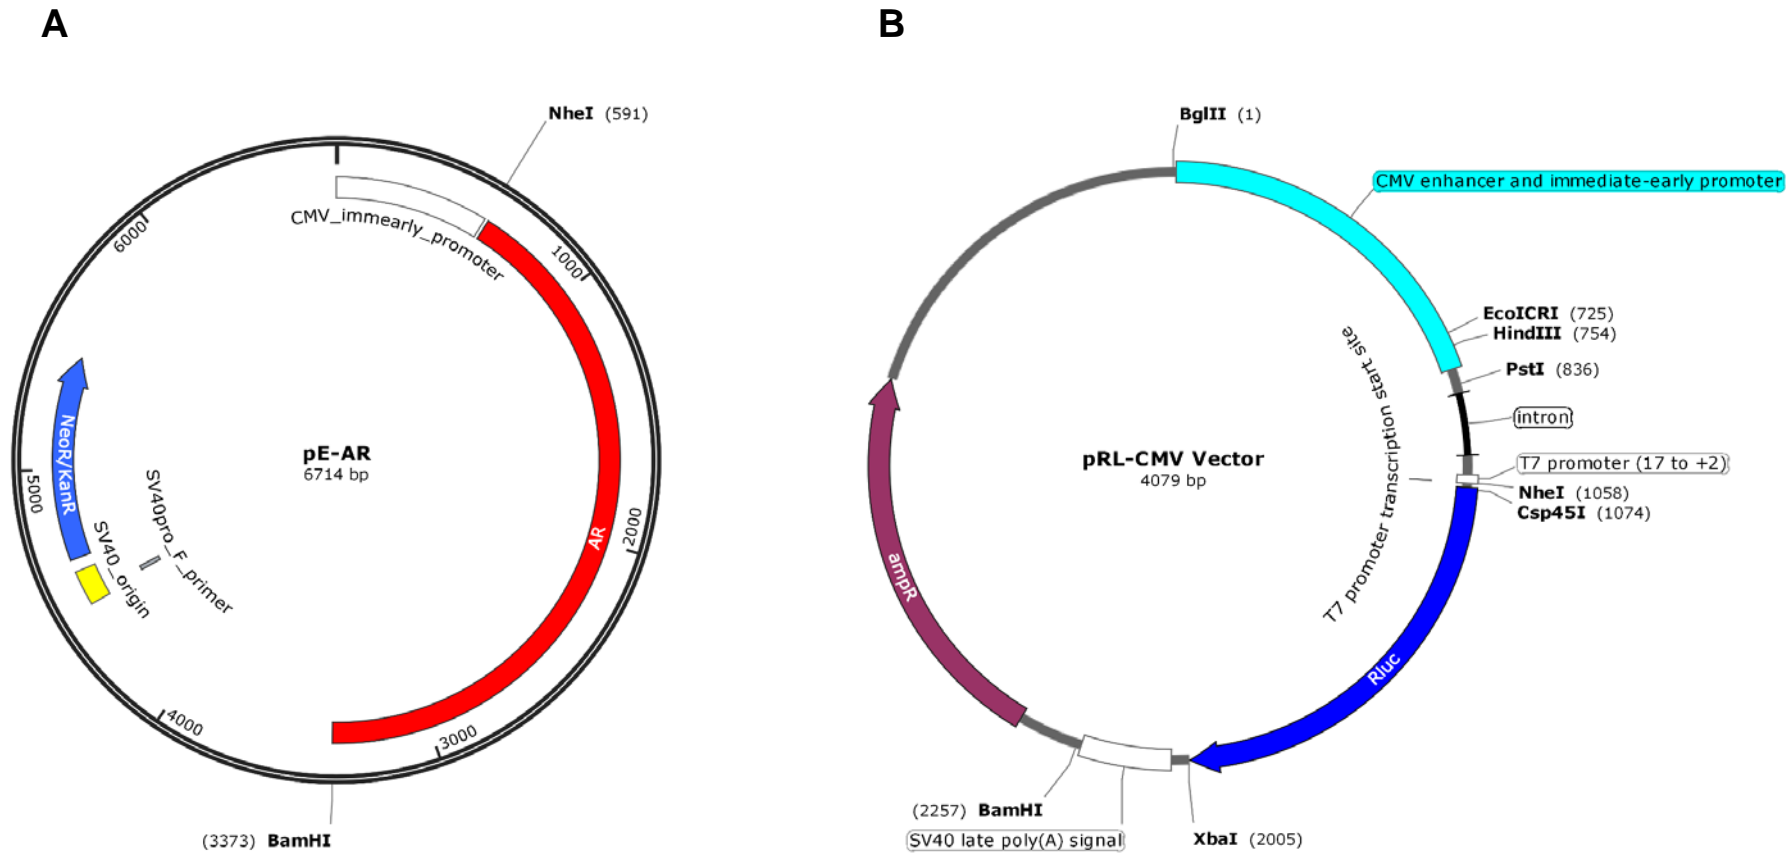 A
B
NheI (591)
CMV_immearly_promoter
1000
2000
3000
4000
5000
6000
AR
NeoR/KanR
SV40_origin
SV40pro_F_primer
pE-AR
6714 bp
(3373) BamHI
BglII (1)
CMV enhancer and immediate-early promoter
EcoICRI (725)
HindIII (754)
PstI (836)
intron
T7 promoter (17 to +2)
NheI (1058)
Csp45I (1074)
T7 promoter transcription start site
pRL-CMV Vector
4079 bp
Rluc
ampR
(2257) BamHI
SV40 late poly(A) signal
XbaI (2005)